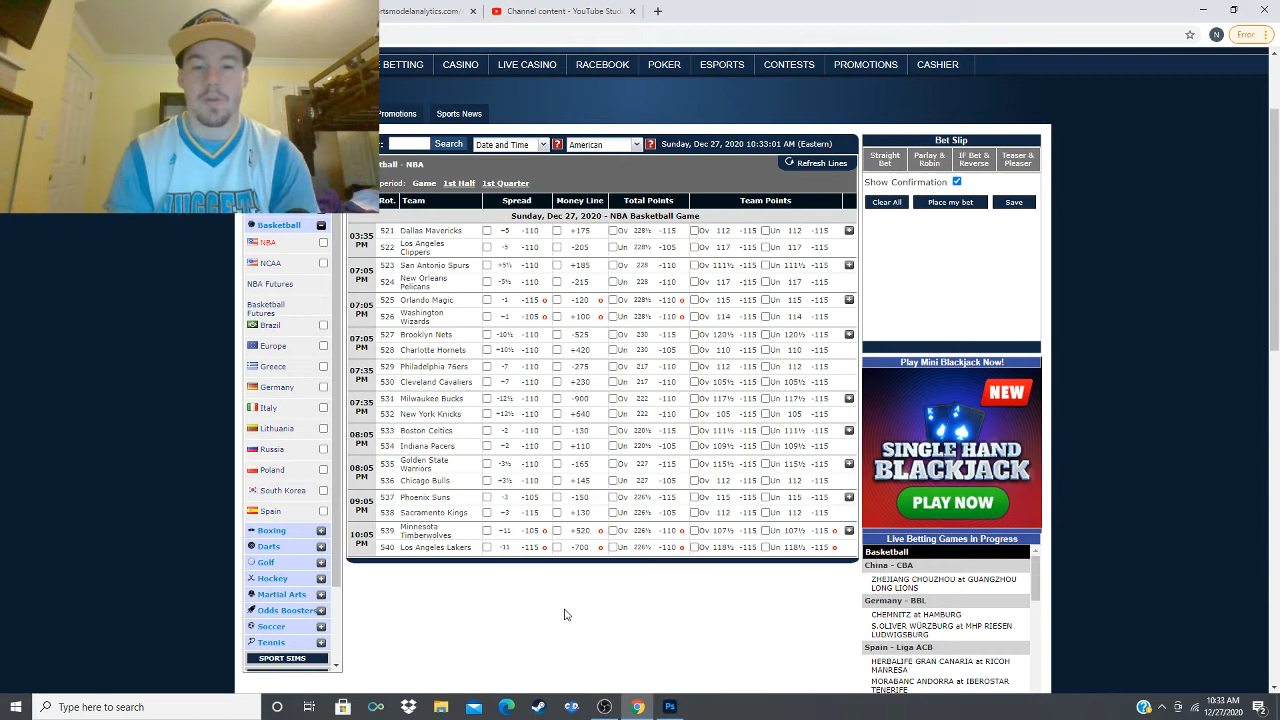 rtsmodelanalytics.com/s × Channel content - YouTube Stud × +
N Error
E BETTING CASINO LIVE CASINO RACEBOOK POKER ESPORTS CONTESTS PROMOTIONS CASHIER
Promotions Sports News
Search Date and Time ? American ? Sunday, Dec 27, 2020 10:33:01 AM (Eastern)
tball - NBA Refresh Lines
period: Game 1st Half 1st Quarter
Rot. Team Spread Money Line Total Points Team Points
Sunday, Dec 27, 2020 - NBA Basketball Game
03:35 PM
521 Dallas Mavericks +5 -110 +175 Ov 228½ -115 Ov 112 -115 Un 112 -115
522 Los Angeles Clippers -5 -110 -205 Un 228½ -105 Ov 117 -115 Un 117 -115
07:05 PM
523 San Antonio Spurs +5½ -110 +185 Ov 228 -110 Ov 111½ -115 Un 111½ -115
524 New Orleans Pelicans -5½ -110 -215 Un 228 -110 Ov 117 -115 Un 117 -115
07:05 PM
525 Orlando Magic -1 -115 o -120 o Ov 228½ -110 o Ov 115 -115 Un 115 -115
526 Washington Wizards +1 -105 o +100 o Un 228½ -110 o Ov 114 -115 Un 114 -115
07:05 PM
527 Brooklyn Nets -10½ -110 -525 Ov 230 -115 Ov 120½ -115 Un 120½ -115
528 Charlotte Hornets +10½ -110 +420 Un 230 -105 Ov 110 -115 Un 110 -115
07:35 PM
529 Philadelphia 76ers -7 -110 -275 Ov 217 -110 Ov 112 -115 Un 112 -115
530 Cleveland Cavaliers +7 -110 +230 Un 217 -110 Ov 105½ -115 Un 105½ -115
07:35 PM
531 Milwaukee Bucks -12½ -110 -900 Ov 222 -110 Ov 117½ -115 Un 117½ -115
532 New York Knicks +12½ -110 +640 Un 222 -110 Ov 105 -115 Un 105 -115
08:05 PM
533 Boston Celtics -2 -110 -130 Ov 220½ -115 Ov 111½ -115 Un 111½ -115
534 Indiana Pacers +2 -110 +110 Un 220½ -105 Ov 109½ -115 Un 109½ -115
08:05 PM
535 Golden State Warriors -3½ -110 -165 Ov 227 -115 Ov 115½ -115 Un 115½ -115
536 Chicago Bulls +3½ -110 +145 Un 227 -105 Ov 112 -115 Un 112 -115
09:05 PM
537 Phoenix Suns -3 -105 -150 Ov 226½ -115 Ov 115 -115 Un 115 -115
538 Sacramento Kings +3 -115 +130 Un 226½ -105 Ov 112 -115 Un 112 -115
10:05 PM
539 Minnesota Timberwolves +11 -105 o +520 o Ov 226½ -110 o Ov 107½ -115 Un 107½ -115 o
540 Los Angeles Lakers -11 -115 o -700 o Un 226½ -110 o Ov 118½ -115 Un 118½ -115 o
NUGGETS
Basketball
NBA
NCAA
NBA Futures
Basketball
Futures
Brazil
Europe
Greece
Germany
Italy
Lithuania
Russia
Poland
South Korea
Spain
Boxing
Darts
Golf
Hockey
Martial Arts
Odds Boosters
Soccer
Tennis
SPORT SIMS
Bet Slip
Straight Bet Parlay & Robin IF Bet & Reverse Teaser & Pleaser
Show Confirmation
Clear All Place my bet Save
Play Mini Blackjack Now!
NEW
SINGLE HAND
BLACKJACK
PLAY NOW
Live Betting Games in Progress
Basketball
China - CBA
ZHEJIANG CHOUZHOU at GUANGZHOU
LONG LIONS
Germany - BBL
CHEMNITZ at HAMBURG
S.OLIVER WÜRZBURG at MHP RIESEN
LUDWIGSBURG
Spain - Liga ACB
HERBALIFE GRAN CANARIA at RICOH
MANRESA
MORABANC ANDORRA at IBEROSTAR
TENERIFE
Type here to search
Ps
10:33 AM
12/27/2020
2